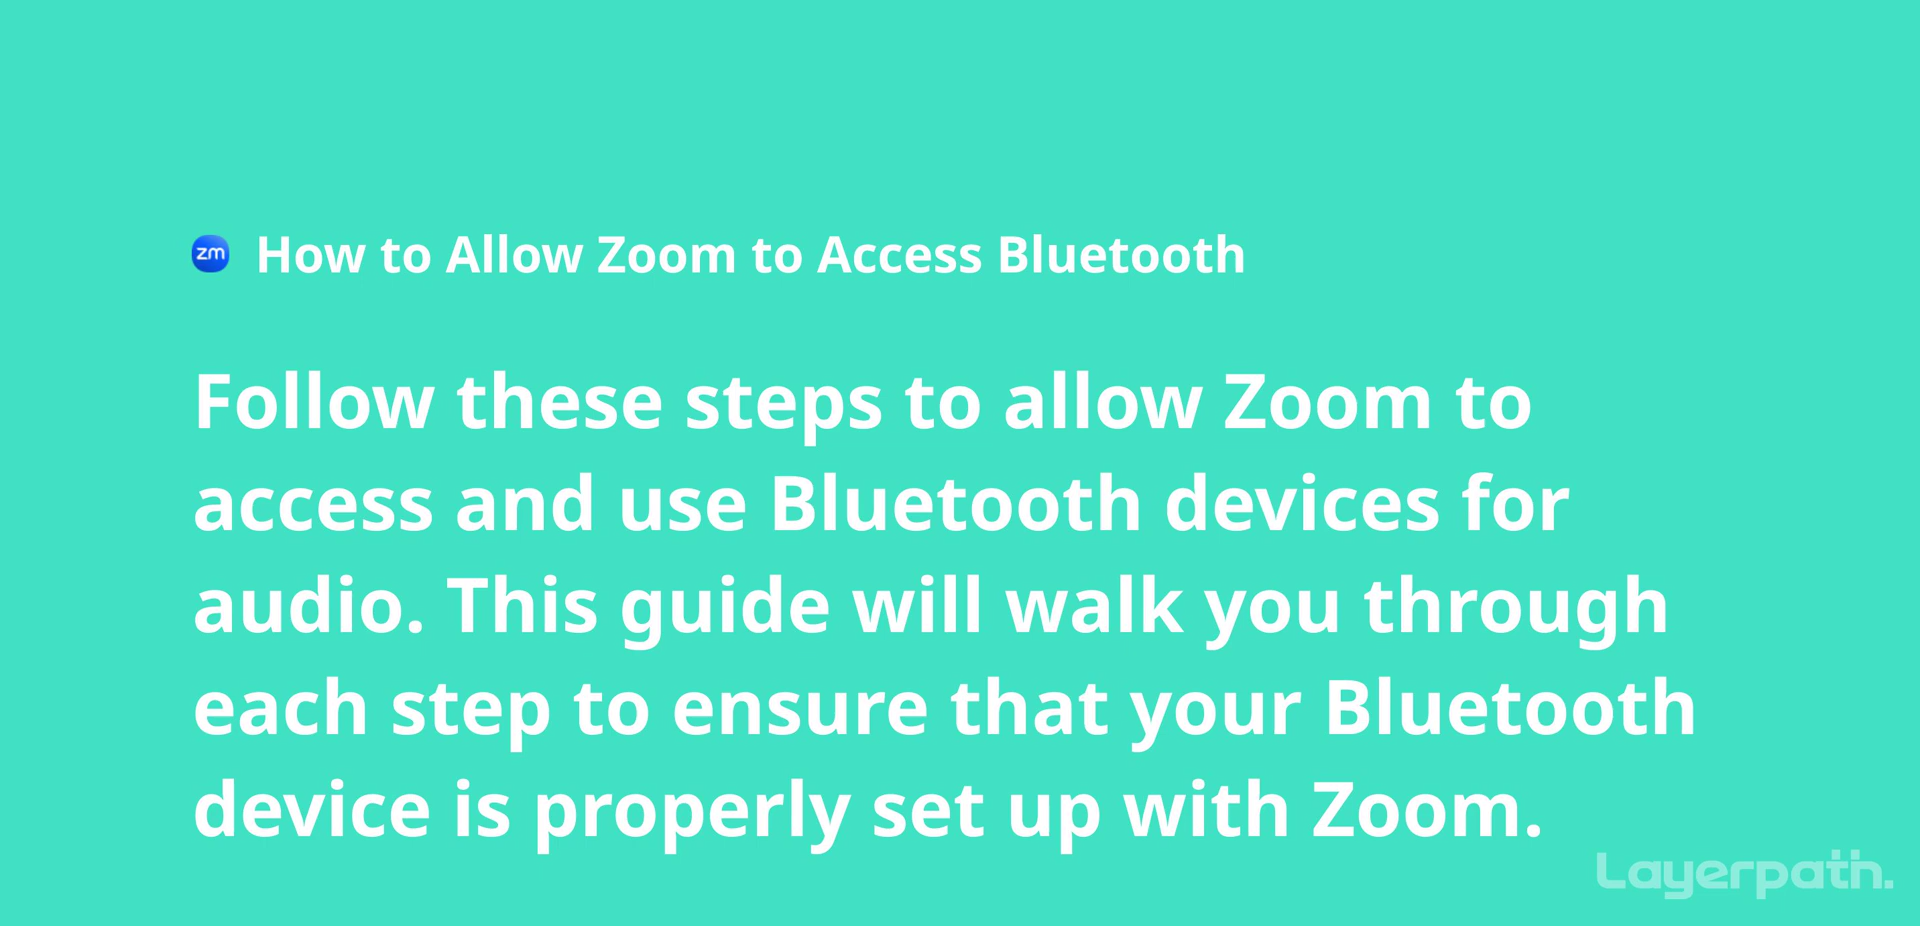 zm How to Allow Zoom to Access Bluetooth
Follow these steps to allow Zoom to
access and use Bluetooth devices for
audio. This guide will walk you through
each step to ensure that your Bluetooth
device is properly set up with Zoom.
Layerpath.